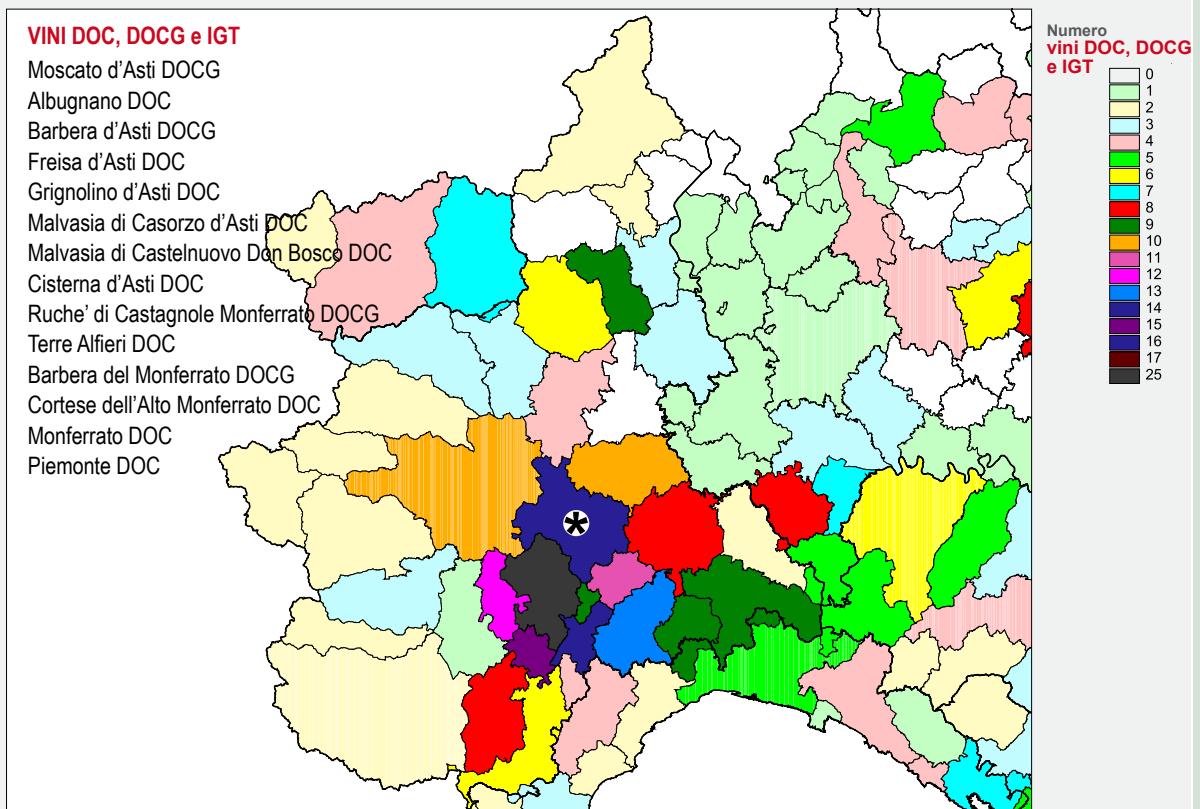 VINI DOC, DOCG e IGT
Moscato d'Asti DOCG
Albugnano DOC
Barbera d'Asti DOCG
Freisa d'Asti DOC
Grignolino d'Asti DOC
Malvasia di Casorzo d'Asti DOC
Malvasia di Castelnuovo Don Bosco DOC
Cisterna d'Asti DOC
Ruche' di Castagnole Monferrato DOCG
Terre Alfieri DOC
Barbera del Monferrato DOCG
Cortese dell'Alto Monferrato DOC
Monferrato DOC
Piemonte DOC
*
Numero
vini DOC, DOCG
e IGT
0
1
2
3
4
5
6
7
8
9
10
11
12
13
14
15
16
17
25